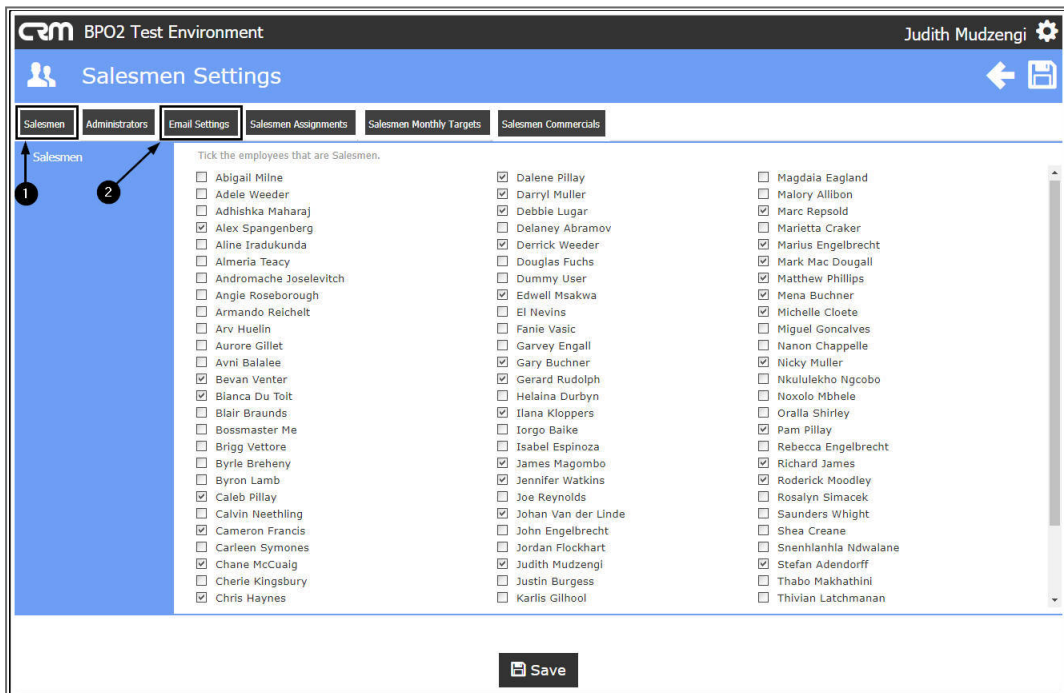 CRM BPO2 Test Environment
Judith Mudzengi
Salesmen Settings
Salesmen
Administrators
Email Settings
Salesmen Assignments
Salesmen Monthly Targets
Salesmen Commercials
1
2
Salesmen
Tick the employees that are Salesmen.
Abigail Milne
Adele Weeder
Adhishka Maharaj
Alex Spangenberg
Aline Iradukunda
Almeria Teacy
Andromache Joselevitch
Angie Roseborough
Armando Reichelt
Arv Huelin
Aurore Gillet
Avni Balalee
Bevan Venter
Bianca Du Toit
Blair Braunds
Bossmaster Me
Brigg Vettore
Byrle Breheny
Byron Lamb
Caleb Pillay
Calvin Neethling
Cameron Francis
Carleen Symones
Chane McCuaig
Cherie Kingsbury
Chris Haynes
Dalene Pillay
Darryl Muller
Debbie Lugar
Delaney Abramov
Derrick Weeder
Douglas Fuchs
Dummy User
Edwell Msakwa
El Nevins
Fanie Vasic
Garvey Engall
Gary Buchner
Gerard Rudolph
Helaina Durbyn
Ilana Kloppers
Iorgo Baike
Isabel Espinoza
James Magombo
Jennifer Watkins
Joe Reynolds
Johan Van der Linde
John Engelbrecht
Jordan Flockhart
Judith Mudzengi
Justin Burgess
Karlis Gilhool
Magdaia Eagland
Malory Allibon
Marc Repsold
Marietta Craker
Marius Engelbrecht
Mark Mac Dougall
Matthew Phillips
Mena Buchner
Michelle Cloete
Miguel Goncalves
Nanon Chappelle
Nicky Muller
Nkululekho Ngcobo
Noxolo Mbhele
Oralla Shirley
Pam Pillay
Rebecca Engelbrecht
Richard James
Roderick Moodley
Rosalyn Simacek
Saunders Whight
Shea Creane
Snenhlanhla Ndwalane
Stefan Adendorff
Thabo Makhathini
Thivian Latchmanan
Save